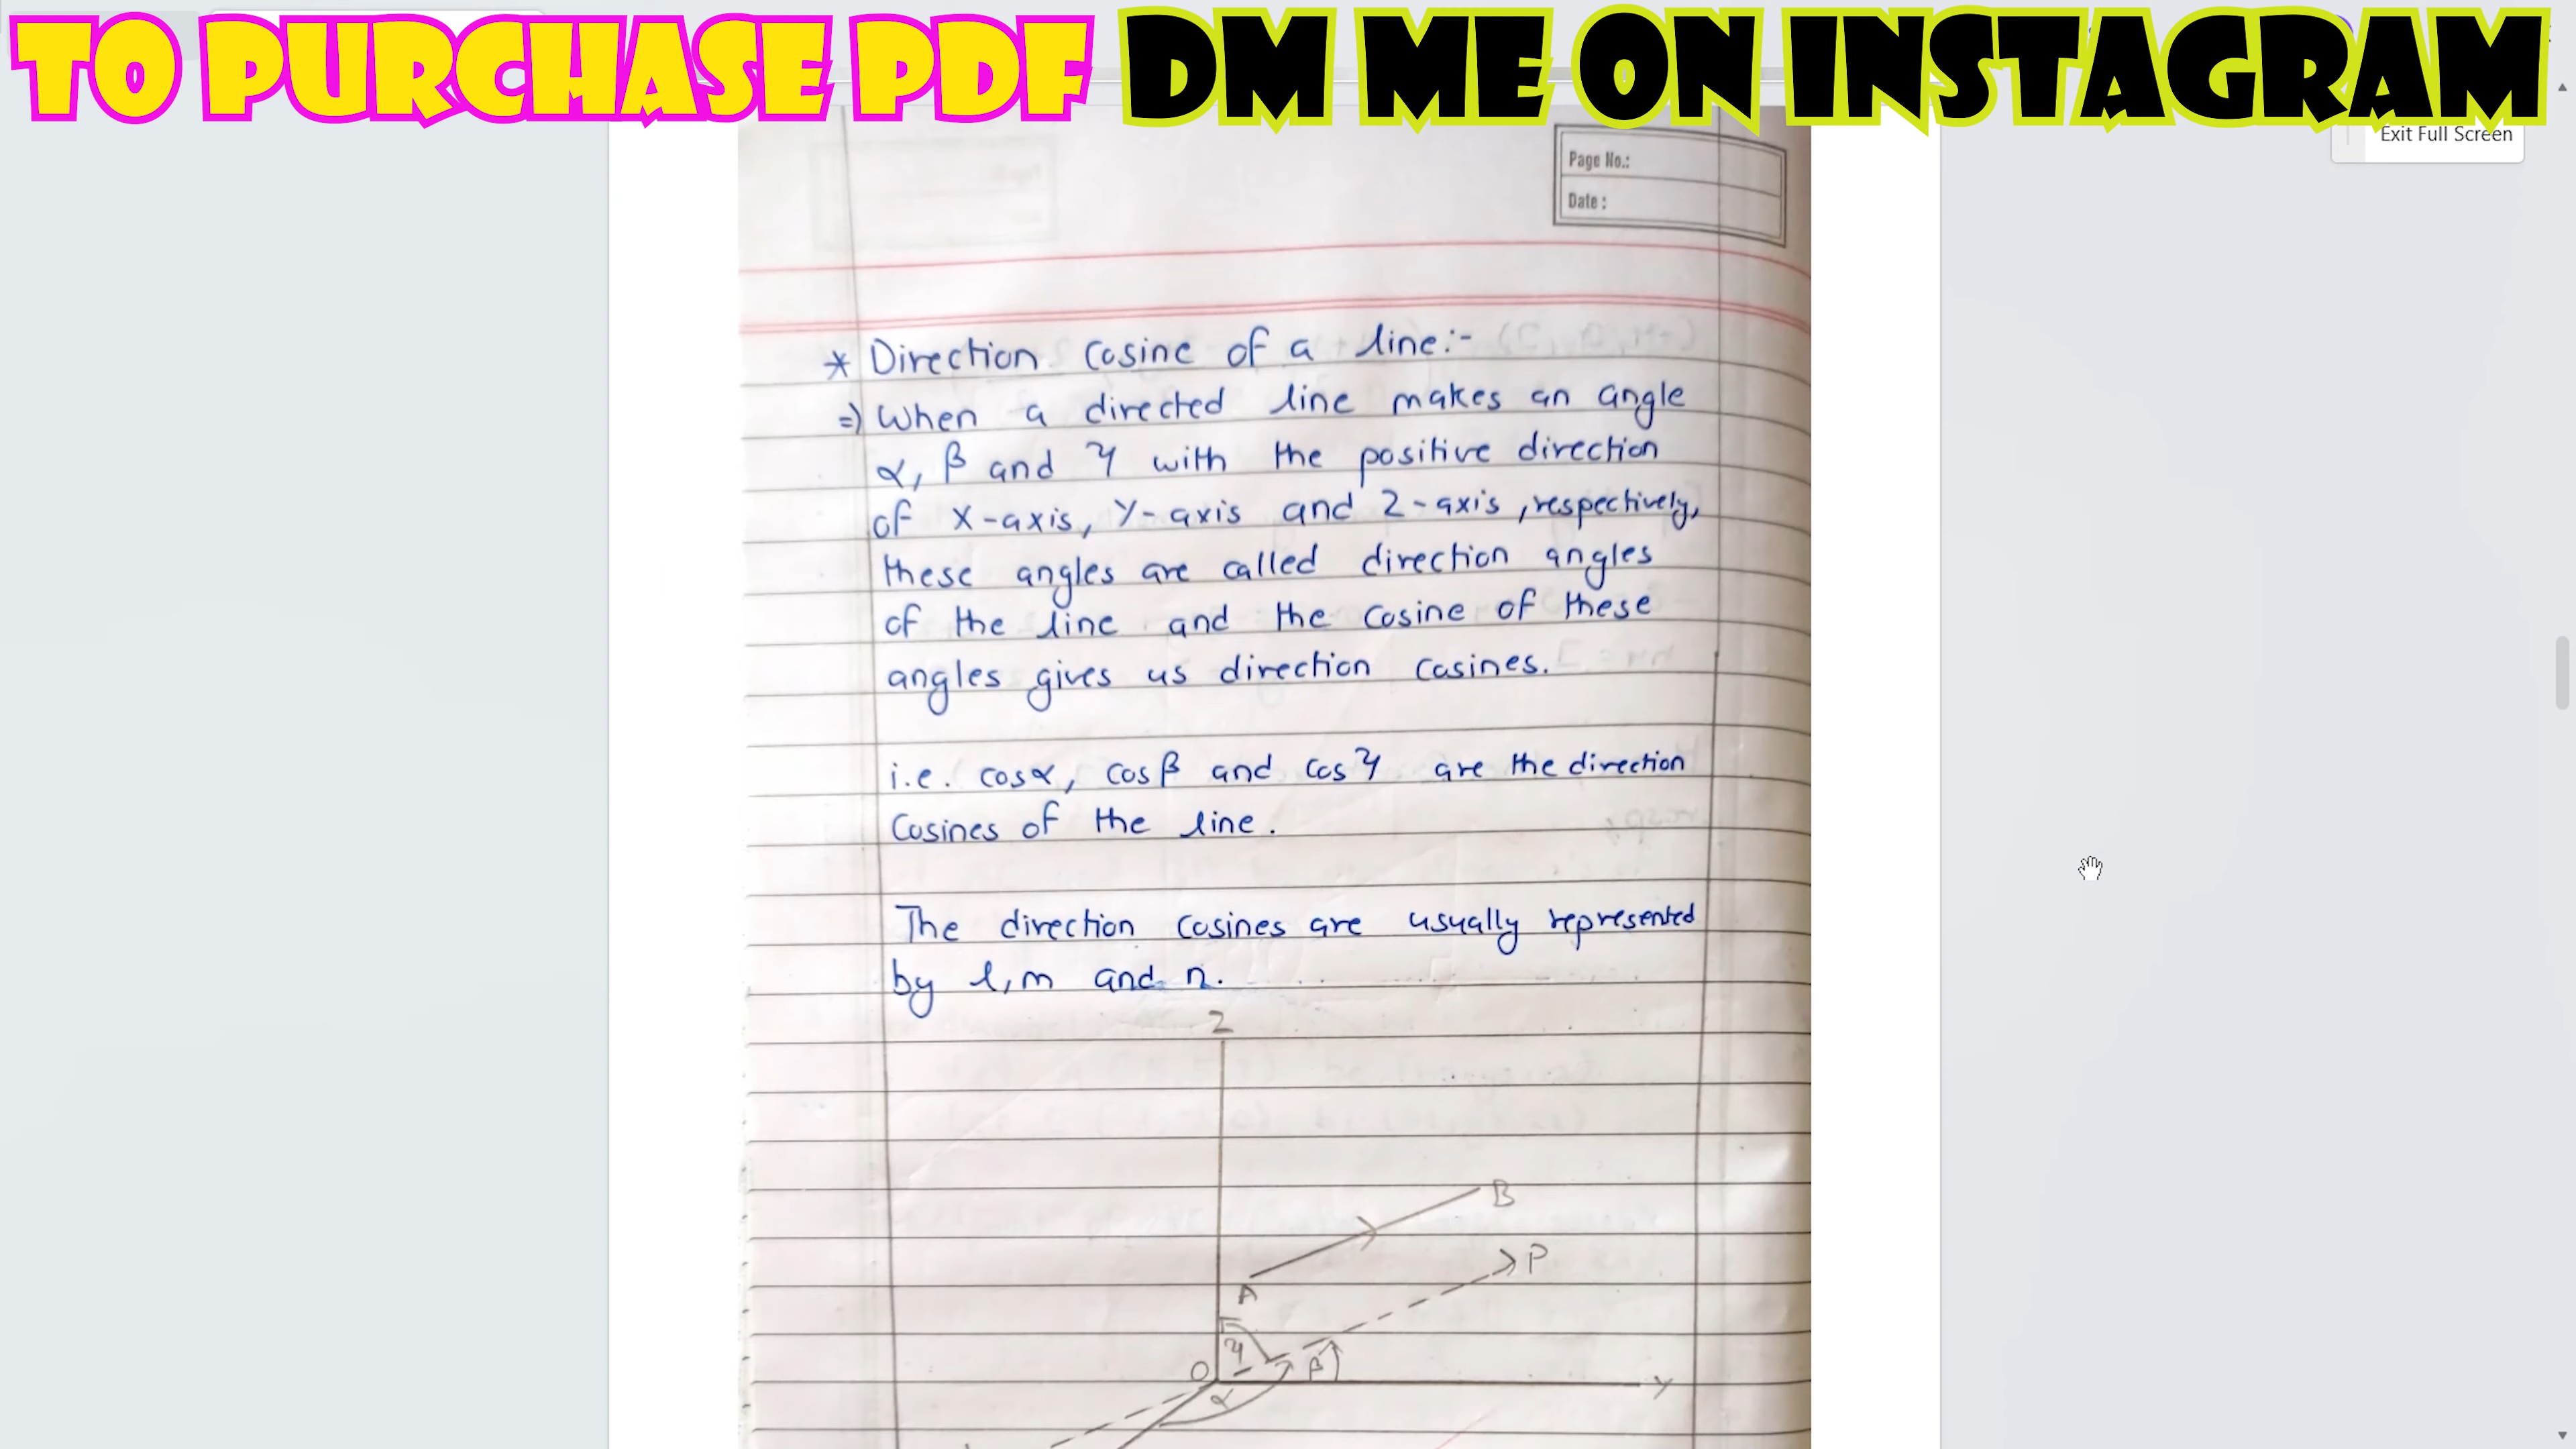 TO PURCHASE PDF DM ME ON INSTAGRAM
Exit Full Screen
Page No.:
Date :
* Direction Cosine of a line:-
⇒ When a directed line makes an angle
α, β and γ with the positive direction
of X-axis, Y-axis and Z-axis, respectively,
these angles are called direction angles
of the line and the cosine of these
angles gives us direction cosines.
i.e. cosα, cosβ and cosγ are the direction
Cosines of the line.
The direction cosines are usually represented
by l, m and n.
Z
B
P
A
γ
O
β
Y
α